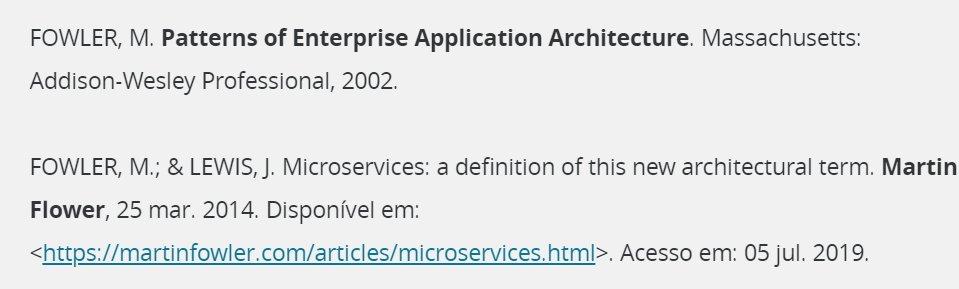 FOWLER, M. Patterns of Enterprise Application Architecture. Massachusetts:
Addison-Wesley Professional, 2002.
FOWLER, M.; & LEWIS, J. Microservices: a definition of this new architectural term. Martin
Flower, 25 mar. 2014. Disponível em:
<https://martinfowler.com/articles/microservices.html>. Acesso em: 05 jul. 2019.